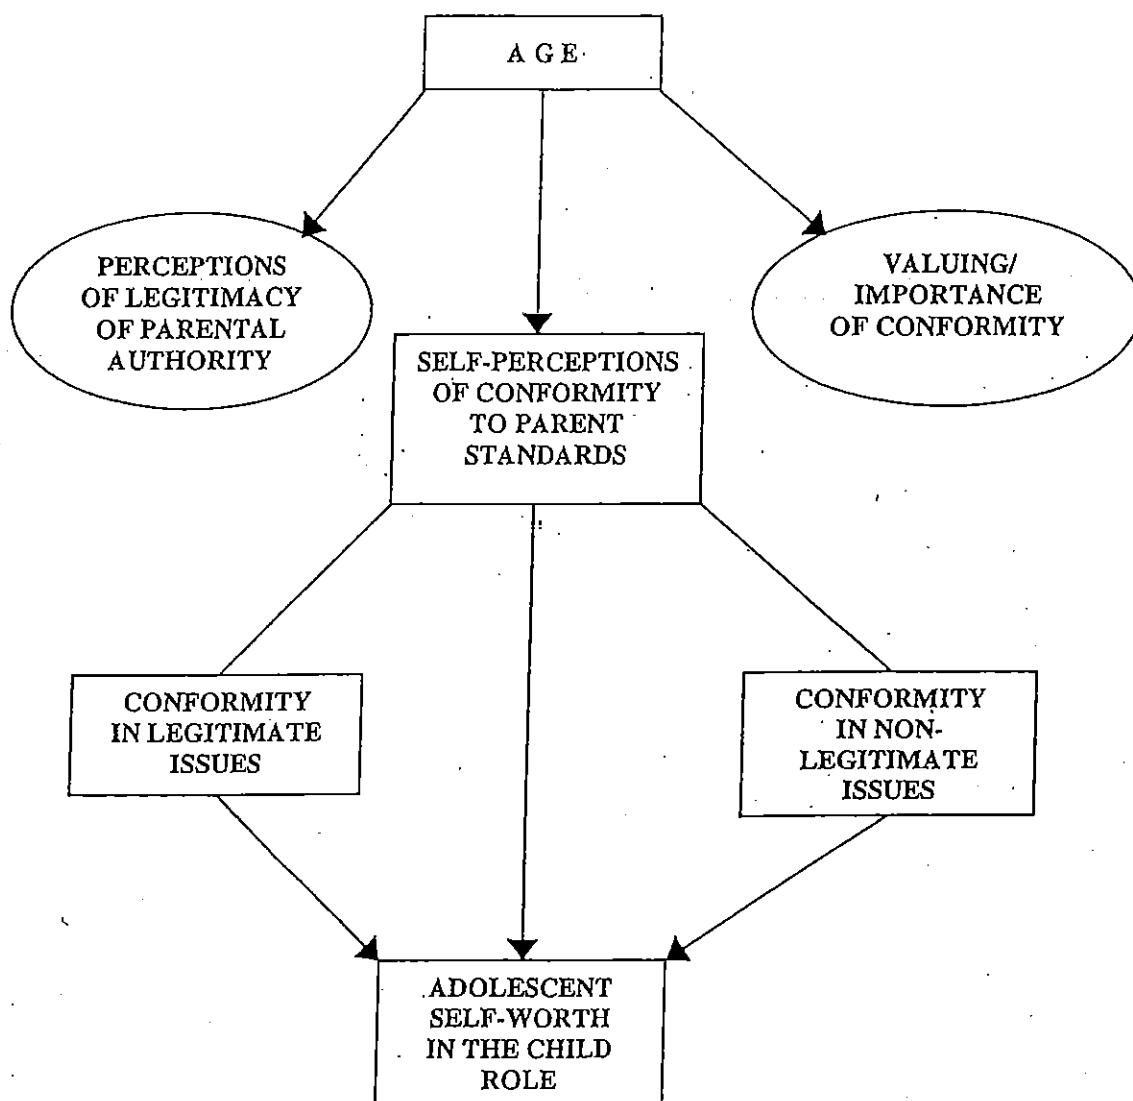 A G E
PERCEPTIONS
OF LEGITIMACY
OF PARENTAL
AUTHORITY
VALUING/
IMPORTANCE
OF CONFORMITY
SELF-PERCEPTIONS
OF CONFORMITY
TO PARENT
STANDARDS
CONFORMITY
IN LEGITIMATE
ISSUES
CONFORMITY
IN NON-
LEGITIMATE
ISSUES
ADOLESCENT
SELF-WORTH
IN THE CHILD
ROLE